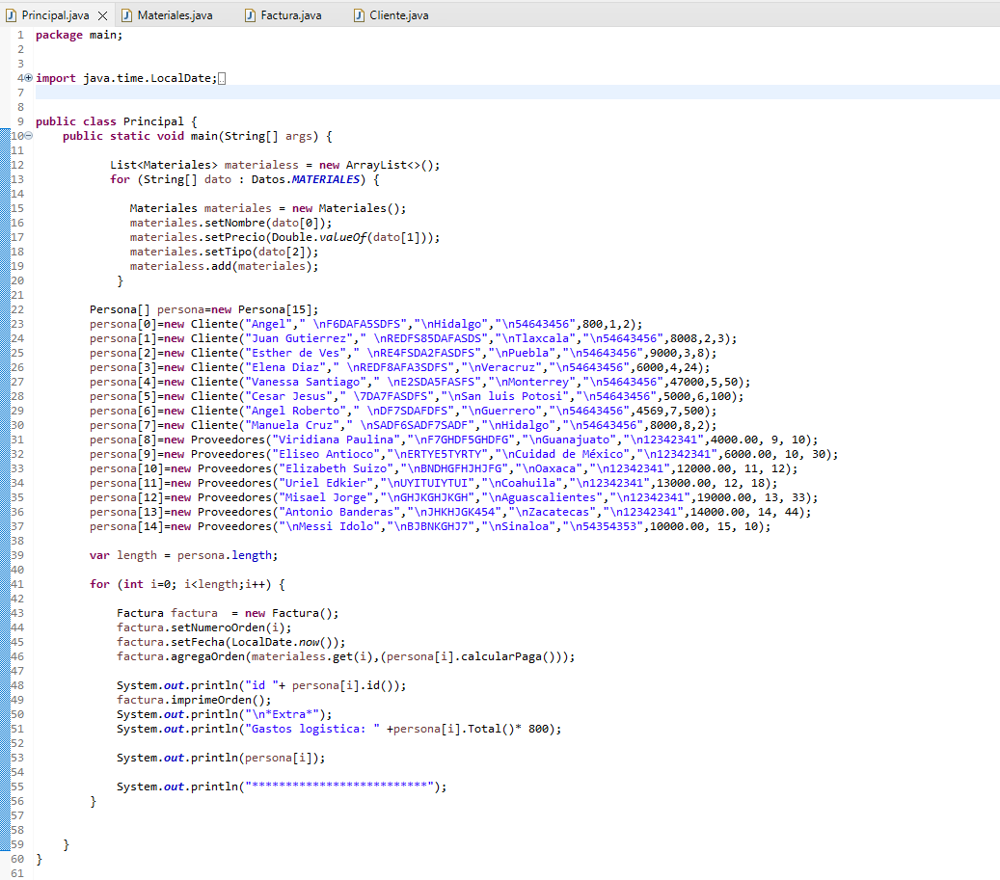 Principal.java Materiales.java Factura.java Cliente.java
1 package main;
2
3
4 import java.time.LocalDate;
7
8
9 public class Principal {
10 public static void main(String[] args) {
11
12 List<Materiales> materialess = new ArrayList<>();
13 for (String[] dato : Datos.MATERIALES) {
14
15 Materiales materiales = new Materiales();
16 materiales.setNombre(dato[0]);
17 materiales.setPrecio(Double.valueOf(dato[1]));
18 materiales.setTipo(dato[2]);
19 materialess.add(materiales);
20 }
21
22 Persona[] persona=new Persona[15];
23 persona[0]=new Cliente("Angel"," \nF6DAFA5SDFS","\nHidalgo","\n54643456",800,1,2);
24 persona[1]=new Cliente("Juan Gutierrez"," \nREDFS85DAFASDS","\nTlaxcala","\n54643456",8008,2,3);
25 persona[2]=new Cliente("Esther de Ves"," \nRE4FSDA2FASDFS","\nPuebla","\n54643456",9000,3,8);
26 persona[3]=new Cliente("Elena Diaz"," \nREDF8AFA3SDFS","\nVeracruz","\n54643456",6000,4,24);
27 persona[4]=new Cliente("Vanessa Santiago"," \nE2SDA5FASFS","\nMonterrey","\n54643456",47000,5,50);
28 persona[5]=new Cliente("Cesar Jesus"," \7DA7FASDFS","\nSan luis Potosi","\n54643456",5000,6,100);
29 persona[6]=new Cliente("Angel Roberto"," \nDF7SDAFDFS","\nGuerrero","\n54643456",4569,7,500);
30 persona[7]=new Cliente("Manuela Cruz"," \nSADF6SADF7SADF","\nHidalgo","\n54643456",8000,8,2);
31 persona[8]=new Proveedores("Viridiana Paulina","\nF7GHDF5GHDFG","\nGuanajuato","\n12342341",4000.00, 9, 10);
32 persona[9]=new Proveedores("Eliseo Antioco","\nERTYE5TYRTY","\nCuidad de México","\n12342341",6000.00, 10, 30);
33 persona[10]=new Proveedores("Elizabeth Suizo","\nBNDHGFHJHJFG","\nOaxaca","\n12342341",12000.00, 11, 12);
34 persona[11]=new Proveedores("Uriel Edkier","\nUYITUIYTUI","\nCoahuila","\n12342341",13000.00, 12, 18);
35 persona[12]=new Proveedores("Misael Jorge","\nGHJKGHJKGH","\nAguascalientes","\n12342341",19000.00, 13, 33);
36 persona[13]=new Proveedores("Antonio Banderas","\nJHKHJGK454","\nZacatecas","\n12342341",14000.00, 14, 44);
37 persona[14]=new Proveedores("\nMessi Idolo","\nBJBNKGHJ7","\nSinaloa","\n54354353",10000.00, 15, 10);
38
39 var length = persona.length;
40
41 for (int i=0; i<length;i++) {
42
43 Factura factura  = new Factura();
44 factura.setNumeroOrden(i);
45 factura.setFecha(LocalDate.now());
46 factura.agregaOrden(materialess.get(i),(persona[i].calcularPaga()));
47
48 System.out.println("id "+ persona[i].id());
49 factura.imprimeOrden();
50 System.out.println("\n*Extra*");
51 System.out.println("Gastos logistica: " +persona[i].Total()* 800);
52
53 System.out.println(persona[i]);
54
55 System.out.println("**************************");
56 }
57
58
59 }
60 }
61